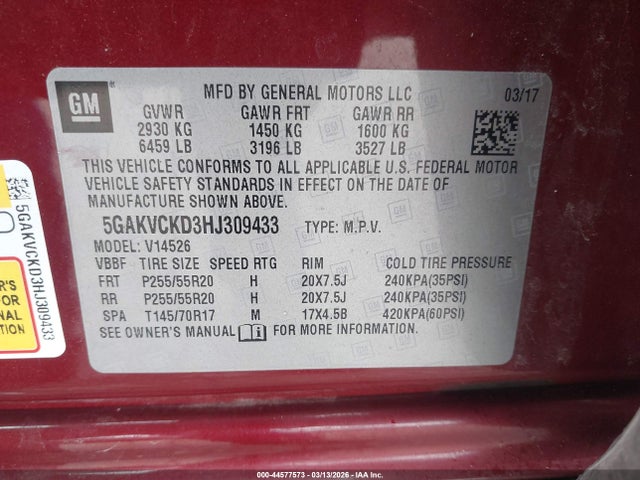 GM
MFD BY GENERAL MOTORS LLC 03/17
GVWR GAWR FRT GAWR RR
2930 KG 1450 KG 1600 KG
6459 LB 3196 LB 3527 LB
THIS VEHICLE CONFORMS TO ALL APPLICABLE U.S. FEDERAL MOTOR
VEHICLE SAFETY STANDARDS IN EFFECT ON THE DATE OF
MANUFACTURE SHOWN ABOVE.
5GAKVCKD3HJ309433 TYPE: M.P.V.
MODEL: V14526
VBBF TIRE SIZE SPEED RTG RIM COLD TIRE PRESSURE
FRT P255/55R20 H 20X7.5J 240KPA(35PSI)
RR P255/55R20 H 20X7.5J 240KPA(35PSI)
SPA T145/70R17 M 17X4.5B 420KPA(60PSI)
SEE OWNER'S MANUAL FOR MORE INFORMATION.
5GAKVCKD3HJ309433
000-44577573 - 03/13/2026 - IAAI, Inc.